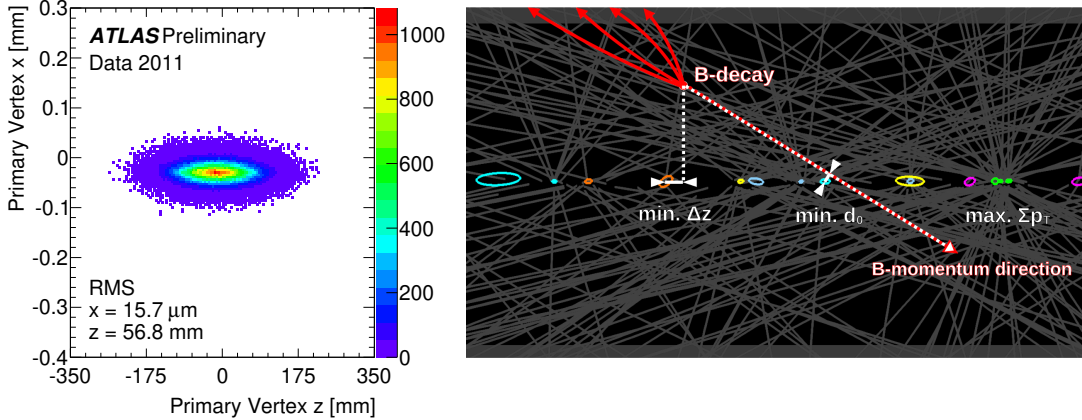 ATLAS Preliminary
Data 2011
RMS
x = 15.7 μm
z = 56.8 mm
Primary Vertex x [mm]
0.3
0.2
0.1
0
-0.1
-0.2
-0.3
-0.4
-350
-175
0
175
350
Primary Vertex z [mm]
1000
800
600
400
200
0
B-decay
min. Δz
min. d₀
max. Σp_T
B-momentum direction